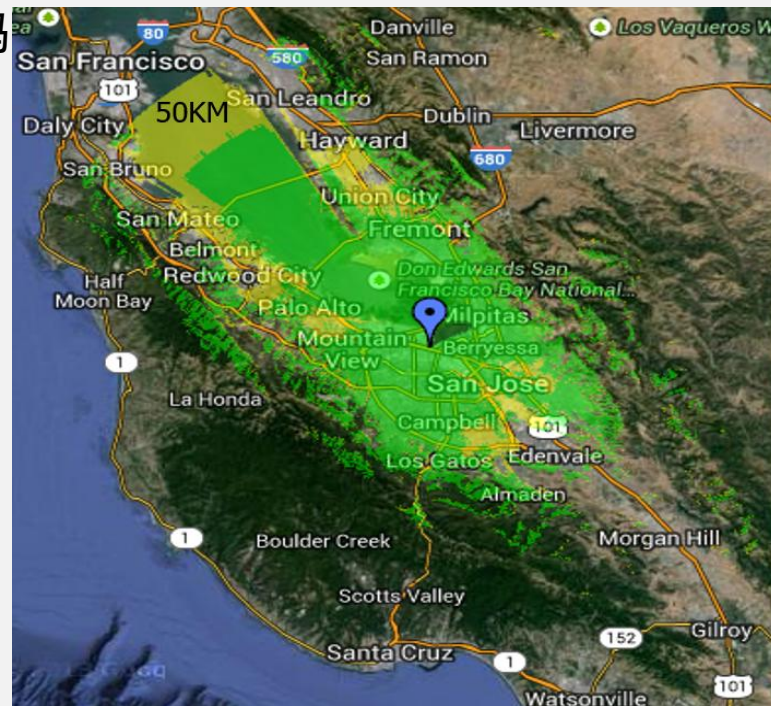 Danville
Los Vaqueros W
80
580
San Francisco
San Ramon
101
50KM
San Leandro
Dublin
Daly City
Livermore
Hayward
680
San Bruno
Union City
San Mateo
Fremont
Belmont
Half
Moon Bay
Redwood City
Don Edwards San
Francisco Bay National...
Palo Alto
Milpitas
Mountain
View
Berryessa
1
San Jose
La Honda
Campbell
101
Los Gatos
Edenvale
Almaden
1
Boulder Creek
Morgan Hill
Scotts Valley
152
Gilroy
Santa Cruz
1
101
Watsonville